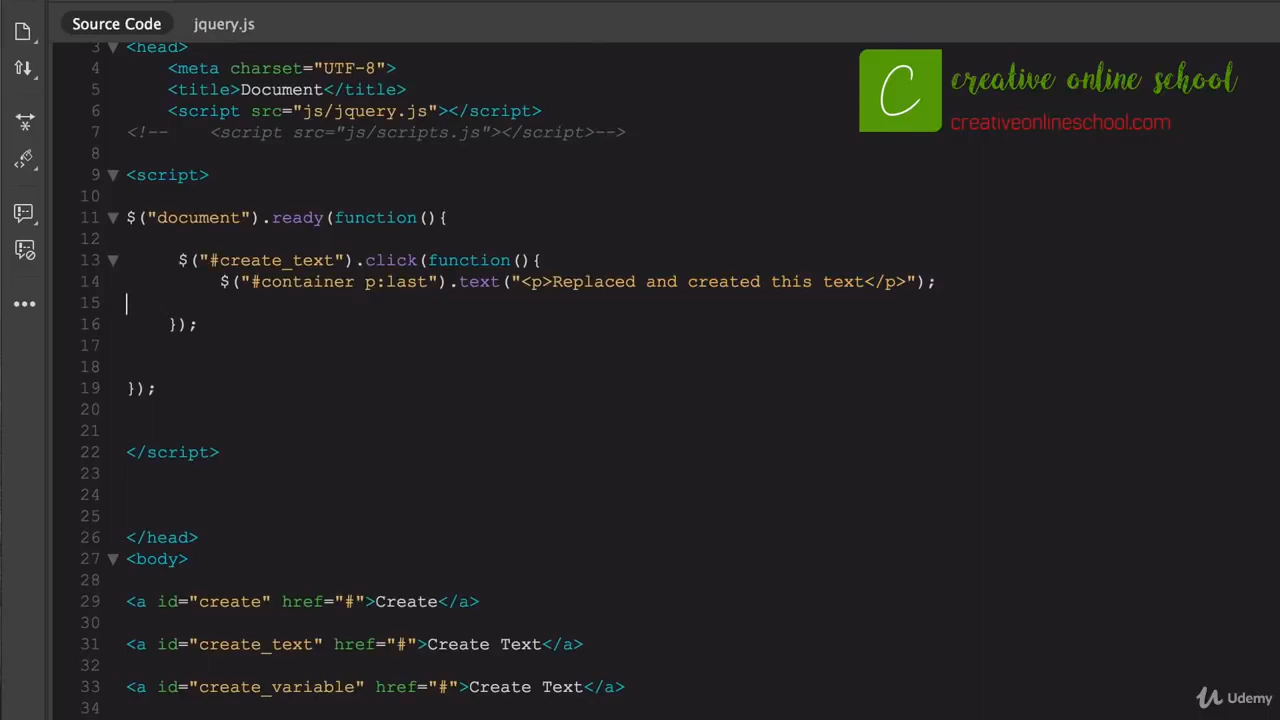 Source Code jquery.js
3 <head>
4 <meta charset="UTF-8">
5 <title>Document</title>
6 <script src="js/jquery.js"></script>
7 <!-- <script src="js/scripts.js"></script>-->
8
9 <script>
10
11 $("document").ready(function(){
12
13 $("#create_text").click(function(){
14 $("#container p:last").text("<p>Replaced and created this text</p>");
15
16 });
17
18
19 });
20
21
22 </script>
23
24
25
26 </head>
27 <body>
28
29 <a id="create" href="#">Create</a>
30
31 <a id="create_text" href="#">Create Text</a>
32
33 <a id="create_variable" href="#">Create Text</a>
34
C creative online school
creativeonlineschool.com
Udemy